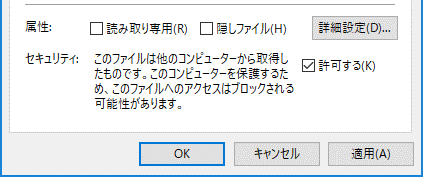 属性: 読み取り専用(R) 隠しファイル(H) 詳細設定(D)...
セキュリティ: このファイルは他のコンピューターから取得し
たものです。このコンピューターを保護するた 許可する(K)
め、このファイルへのアクセスはブロックされる
可能性があります。
OK キャンセル 適用(A)